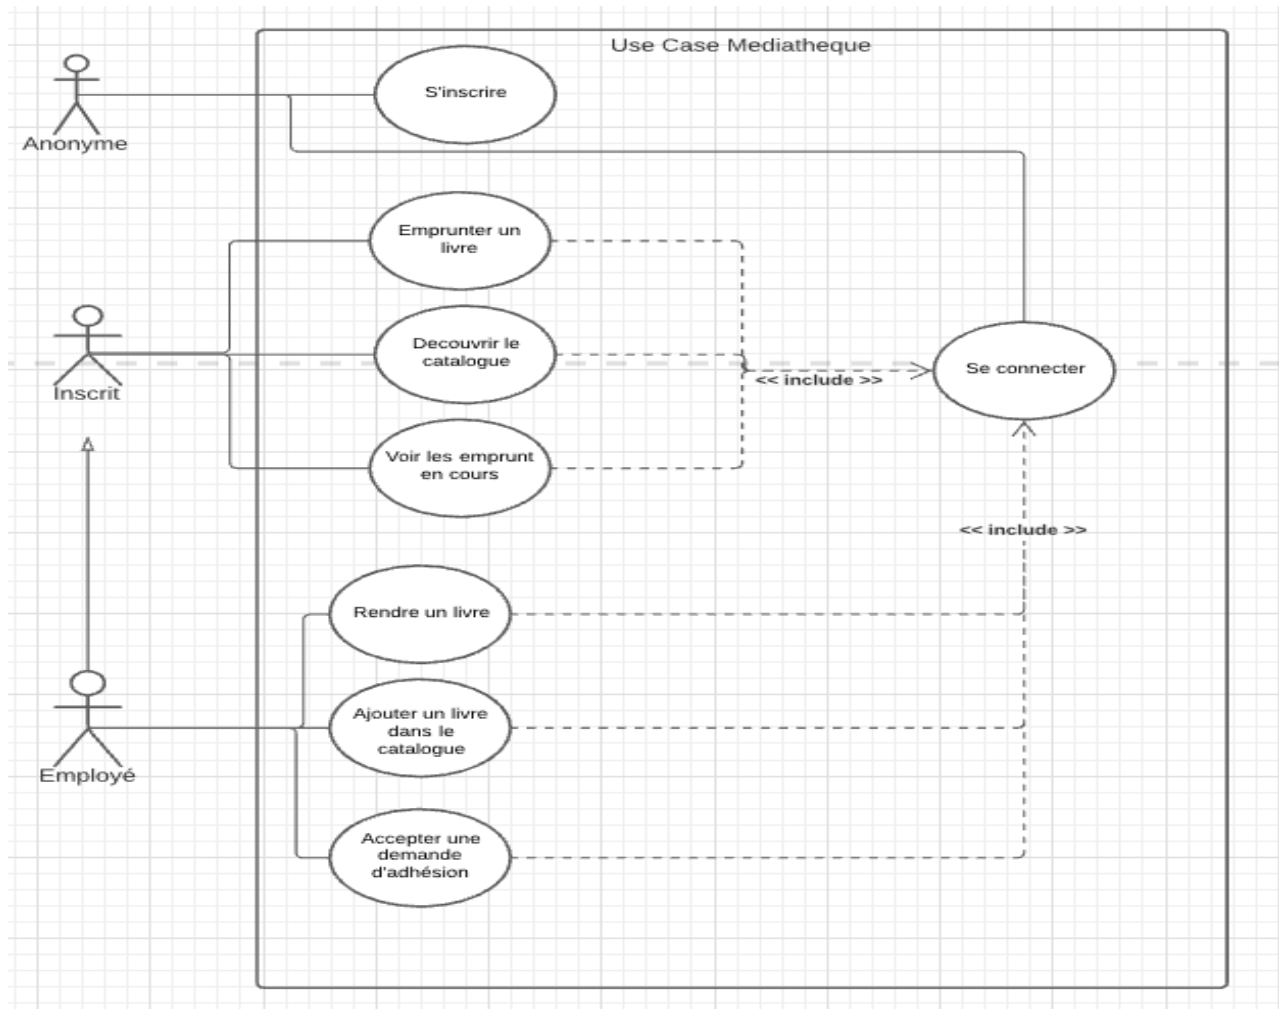 Use Case Mediatheque
S'inscrire
Anonyme
Emprunter un
livre
Decouvrir le
catalogue
Se connecter
<< include >>
Inscrit
Voir les emprunt
en cours
<< include >>
Rendre un livre
Ajouter un livre
dans le
catalogue
Employé
Accepter une
demande
d'adhésion